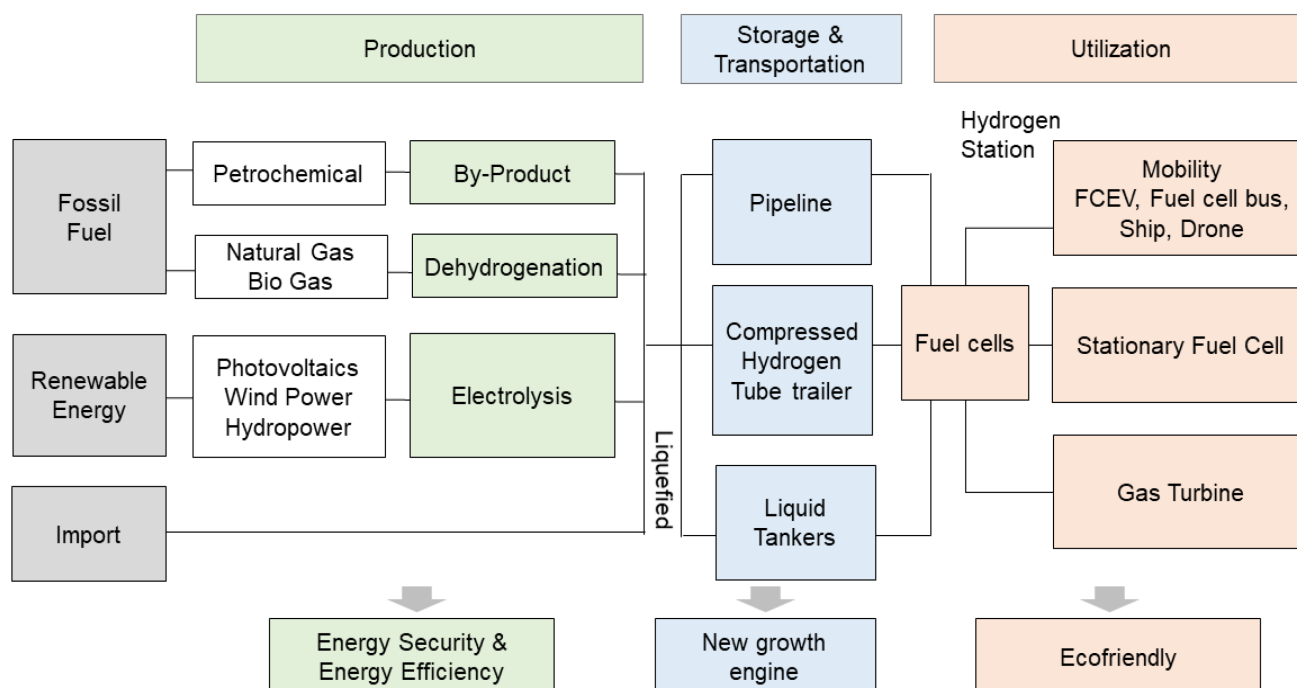 Production
Storage &
Transportation
Utilization
Hydrogen
Station
Fossil
Fuel
Petrochemical
By-Product
Natural Gas
Bio Gas
Dehydrogenation
Renewable
Energy
Photovoltaics
Wind Power
Hydropower
Electrolysis
Import
Liquefied
Pipeline
Compressed
Hydrogen
Tube trailer
Liquid
Tankers
Fuel cells
Mobility
FCEV, Fuel cell bus,
Ship, Drone
Stationary Fuel Cell
Gas Turbine
Energy Security &
Energy Efficiency
New growth
engine
Ecofriendly